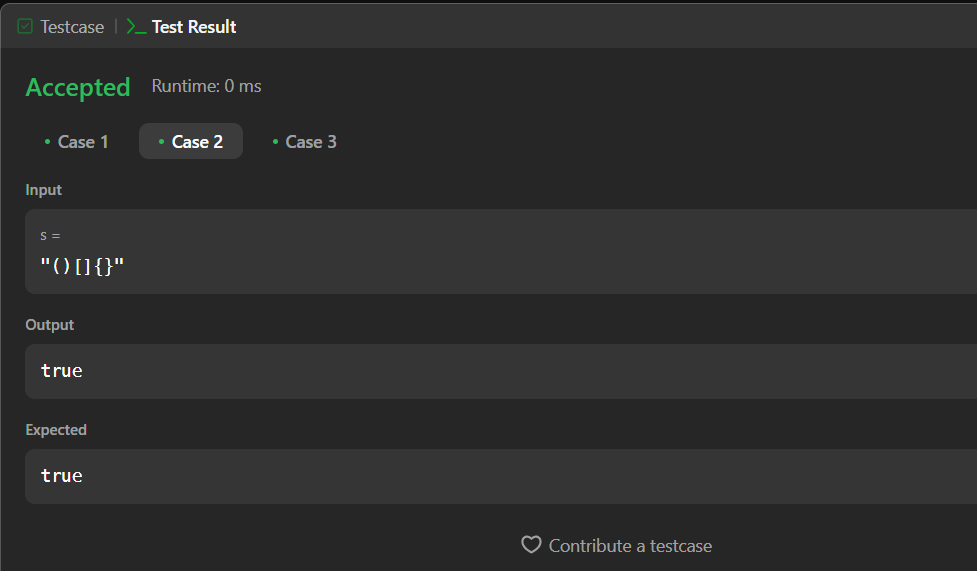 Testcase | >_ Test Result
Accepted Runtime: 0 ms
• Case 1 • Case 2 • Case 3
Input
s =
"()[]{}"
Output
true
Expected
true
Contribute a testcase